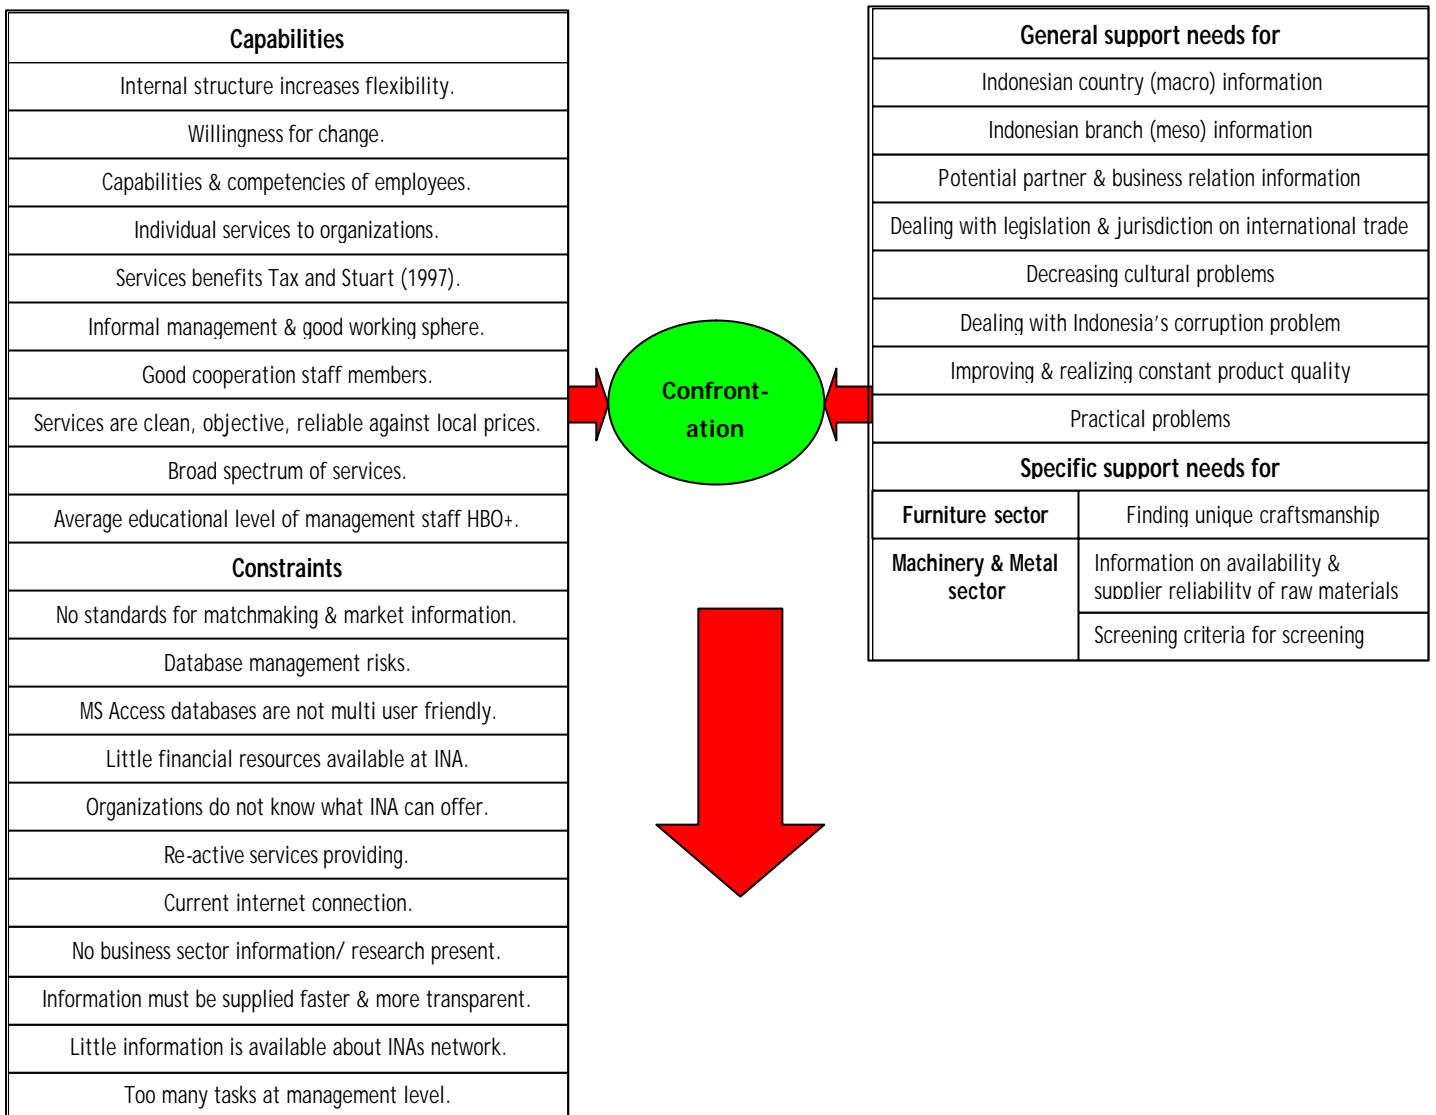 Capabilities
Internal structure increases flexibility.
Willingness for change.
Capabilities & competencies of employees.
Individual services to organizations.
Services benefits Tax and Stuart (1997).
Informal management & good working sphere.
Good cooperation staff members.
Services are clean, objective, reliable against local prices.
Broad spectrum of services.
Average educational level of management staff HBO+.
Constraints
No standards for matchmaking & market information.
Database management risks.
MS Access databases are not multi user friendly.
Little financial resources available at INA.
Organizations do not know what INA can offer.
Re-active services providing.
Current internet connection.
No business sector information/ research present.
Information must be supplied faster & more transparent.
Little information is available about INAs network.
Too many tasks at management level.
Confront-
ation
General support needs for
Indonesian country (macro) information
Indonesian branch (meso) information
Potential partner & business relation information
Dealing with legislation & jurisdiction on international trade
Decreasing cultural problems
Dealing with Indonesia's corruption problem
Improving & realizing constant product quality
Practical problems
Specific support needs for
Furniture sector
Finding unique craftsmanship
Machinery & Metal
sector
Information on availability &
supplier reliability of raw materials
Screening criteria for screening